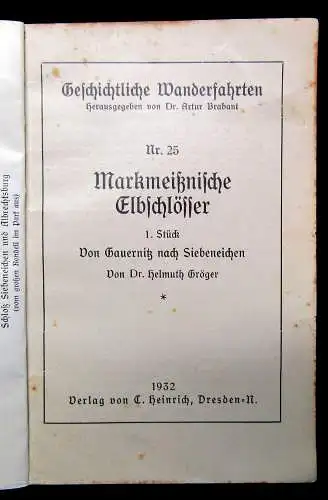 Geschichtliche Wanderfahrten
Herausgegeben von Dr. Artur Brabant
Nr. 25
Markmeißnische
Elbschlösser
1. Stück
Von Gauernitz nach Siebeneichen
Von Dr. Helmuth Gröger
*
1932
Verlag von C. Heinrich, Dresden-N.
Schloß Siebeneichen und Albrechtsburg
(vom großen Rondell im Park aus)